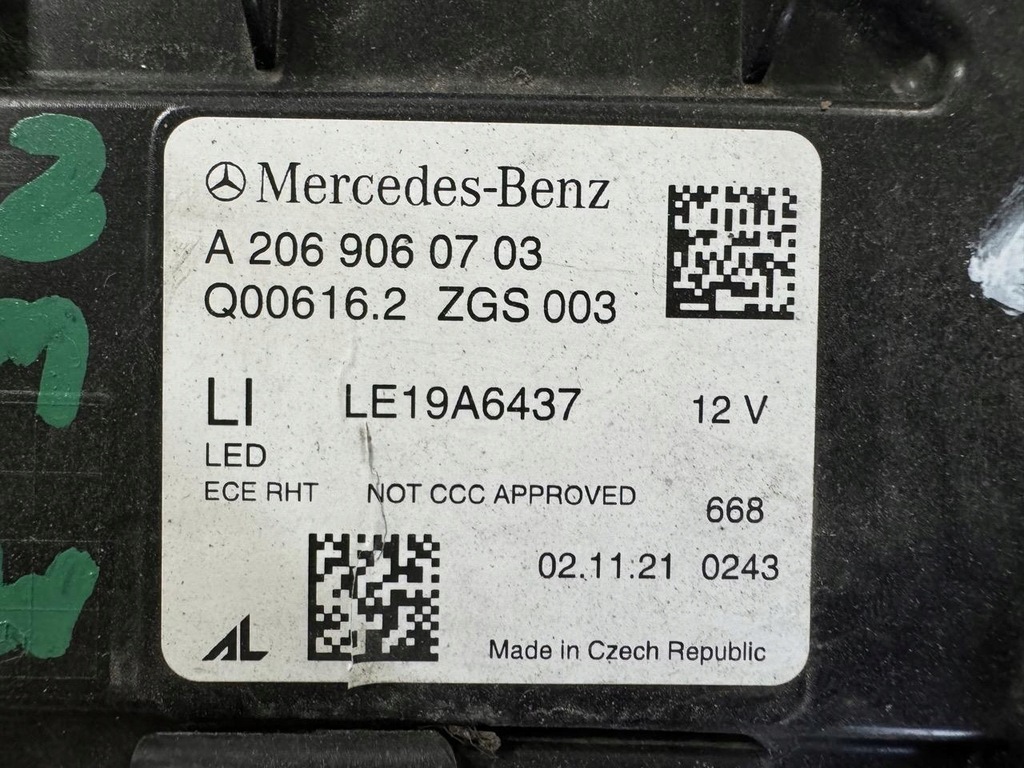 Mercedes-Benz
A 206 906 07 03
Q00616.2 ZGS 003
LI LE19A6437 12 V
LED
ECE RHT NOT CCC APPROVED
668
02.11.21 0243
AL
Made in Czech Republic